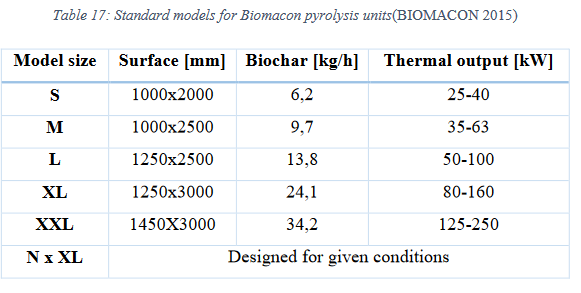 Table 17: Standard models for Biomacon pyrolysis units(BIOMACON 2015)
Model size Surface [mm] Biochar [kg/h] Thermal output [kW]
S 1000x2000 6,2 25-40
M 1000x2500 9,7 35-63
L 1250x2500 13,8 50-100
XL 1250x3000 24,1 80-160
XXL 1450X3000 34,2 125-250
N x XL Designed for given conditions